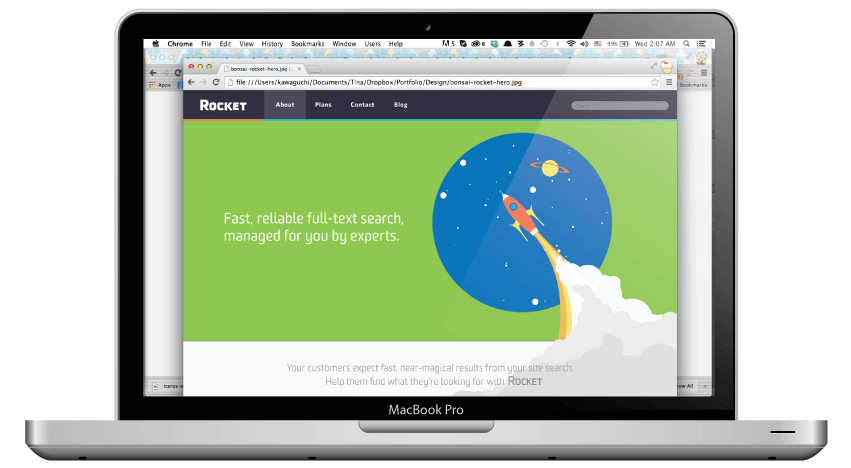 Chrome File Edit View History Bookmarks Window Users Help 5 8 99% Wed 2:07 AM
bonsai-rocket-hero.jpg
file:///Users/kawaguchi/Documents/Tina/Dropbox/Portfolio/Design/bonsai-rocket-hero.jpg
Apps Bookmarks
ROCKET About Plans Contact Blog
Fast, reliable full-text search,
managed for you by experts.
Your customers expect fast, near-magical results from your site search.
Help them find what they're looking for with ROCKET
MacBook Pro